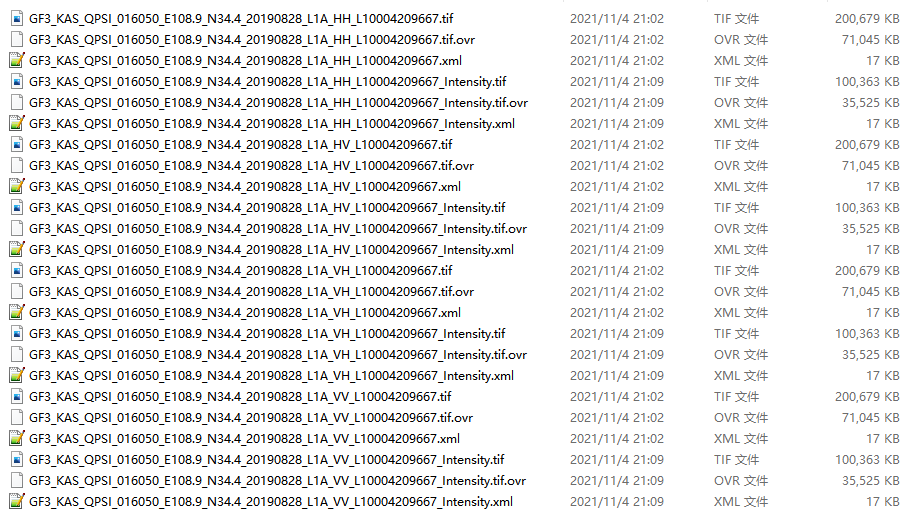 GF3_KAS_QPSI_016050_E108.9_N34.4_20190828_L1A_HH_L10004209667.tif 2021/11/4 21:02 TIF 文件 200,679 KB
GF3_KAS_QPSI_016050_E108.9_N34.4_20190828_L1A_HH_L10004209667.tif.ovr 2021/11/4 21:02 OVR 文件 71,045 KB
GF3_KAS_QPSI_016050_E108.9_N34.4_20190828_L1A_HH_L10004209667.xml 2021/11/4 21:02 XML 文件 17 KB
GF3_KAS_QPSI_016050_E108.9_N34.4_20190828_L1A_HH_L10004209667_Intensity.tif 2021/11/4 21:09 TIF 文件 100,363 KB
GF3_KAS_QPSI_016050_E108.9_N34.4_20190828_L1A_HH_L10004209667_Intensity.tif.ovr 2021/11/4 21:09 OVR 文件 35,525 KB
GF3_KAS_QPSI_016050_E108.9_N34.4_20190828_L1A_HH_L10004209667_Intensity.xml 2021/11/4 21:09 XML 文件 17 KB
GF3_KAS_QPSI_016050_E108.9_N34.4_20190828_L1A_HV_L10004209667.tif 2021/11/4 21:02 TIF 文件 200,679 KB
GF3_KAS_QPSI_016050_E108.9_N34.4_20190828_L1A_HV_L10004209667.tif.ovr 2021/11/4 21:02 OVR 文件 71,045 KB
GF3_KAS_QPSI_016050_E108.9_N34.4_20190828_L1A_HV_L10004209667.xml 2021/11/4 21:02 XML 文件 17 KB
GF3_KAS_QPSI_016050_E108.9_N34.4_20190828_L1A_HV_L10004209667_Intensity.tif 2021/11/4 21:09 TIF 文件 100,363 KB
GF3_KAS_QPSI_016050_E108.9_N34.4_20190828_L1A_HV_L10004209667_Intensity.tif.ovr 2021/11/4 21:09 OVR 文件 35,525 KB
GF3_KAS_QPSI_016050_E108.9_N34.4_20190828_L1A_HV_L10004209667_Intensity.xml 2021/11/4 21:09 XML 文件 17 KB
GF3_KAS_QPSI_016050_E108.9_N34.4_20190828_L1A_VH_L10004209667.tif 2021/11/4 21:02 TIF 文件 200,679 KB
GF3_KAS_QPSI_016050_E108.9_N34.4_20190828_L1A_VH_L10004209667.tif.ovr 2021/11/4 21:02 OVR 文件 71,045 KB
GF3_KAS_QPSI_016050_E108.9_N34.4_20190828_L1A_VH_L10004209667.xml 2021/11/4 21:02 XML 文件 17 KB
GF3_KAS_QPSI_016050_E108.9_N34.4_20190828_L1A_VH_L10004209667_Intensity.tif 2021/11/4 21:09 TIF 文件 100,363 KB
GF3_KAS_QPSI_016050_E108.9_N34.4_20190828_L1A_VH_L10004209667_Intensity.tif.ovr 2021/11/4 21:09 OVR 文件 35,525 KB
GF3_KAS_QPSI_016050_E108.9_N34.4_20190828_L1A_VH_L10004209667_Intensity.xml 2021/11/4 21:09 XML 文件 17 KB
GF3_KAS_QPSI_016050_E108.9_N34.4_20190828_L1A_VV_L10004209667.tif 2021/11/4 21:02 TIF 文件 200,679 KB
GF3_KAS_QPSI_016050_E108.9_N34.4_20190828_L1A_VV_L10004209667.tif.ovr 2021/11/4 21:02 OVR 文件 71,045 KB
GF3_KAS_QPSI_016050_E108.9_N34.4_20190828_L1A_VV_L10004209667.xml 2021/11/4 21:02 XML 文件 17 KB
GF3_KAS_QPSI_016050_E108.9_N34.4_20190828_L1A_VV_L10004209667_Intensity.tif 2021/11/4 21:09 TIF 文件 100,363 KB
GF3_KAS_QPSI_016050_E108.9_N34.4_20190828_L1A_VV_L10004209667_Intensity.tif.ovr 2021/11/4 21:09 OVR 文件 35,525 KB
GF3_KAS_QPSI_016050_E108.9_N34.4_20190828_L1A_VV_L10004209667_Intensity.xml 2021/11/4 21:09 XML 文件 17 KB